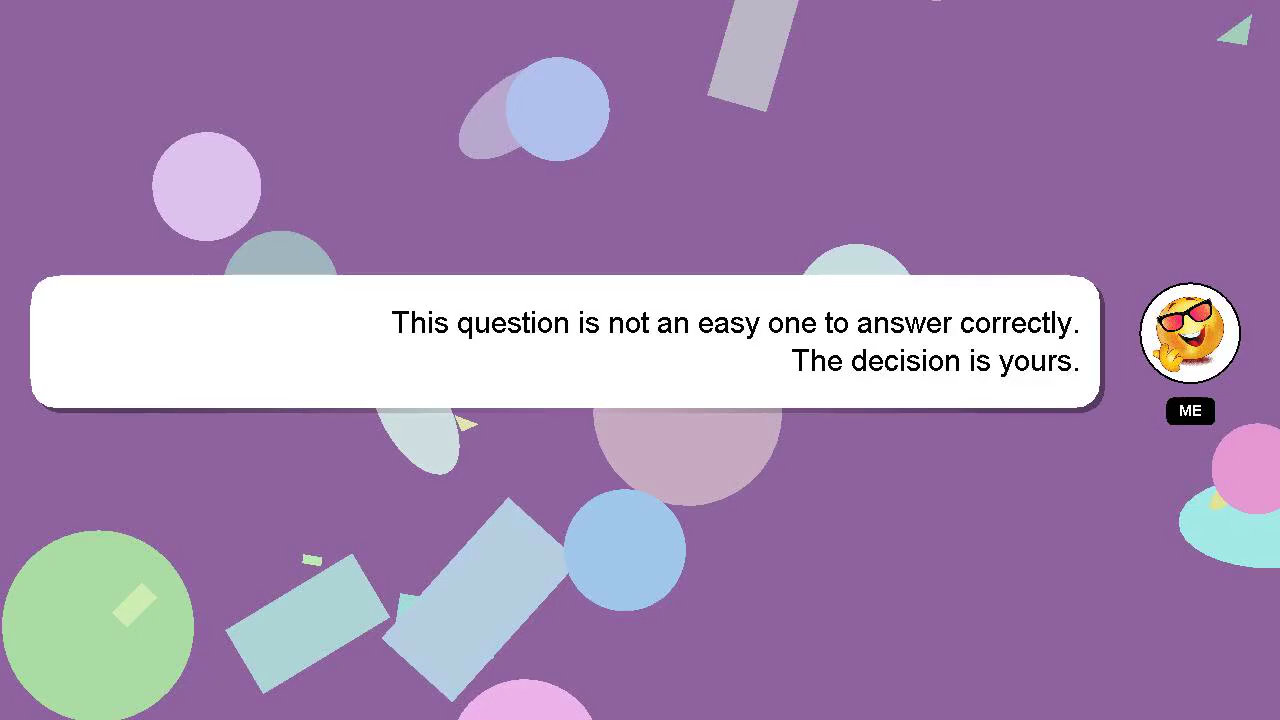 This question is not an easy one to answer correctly.
The decision is yours.
ME